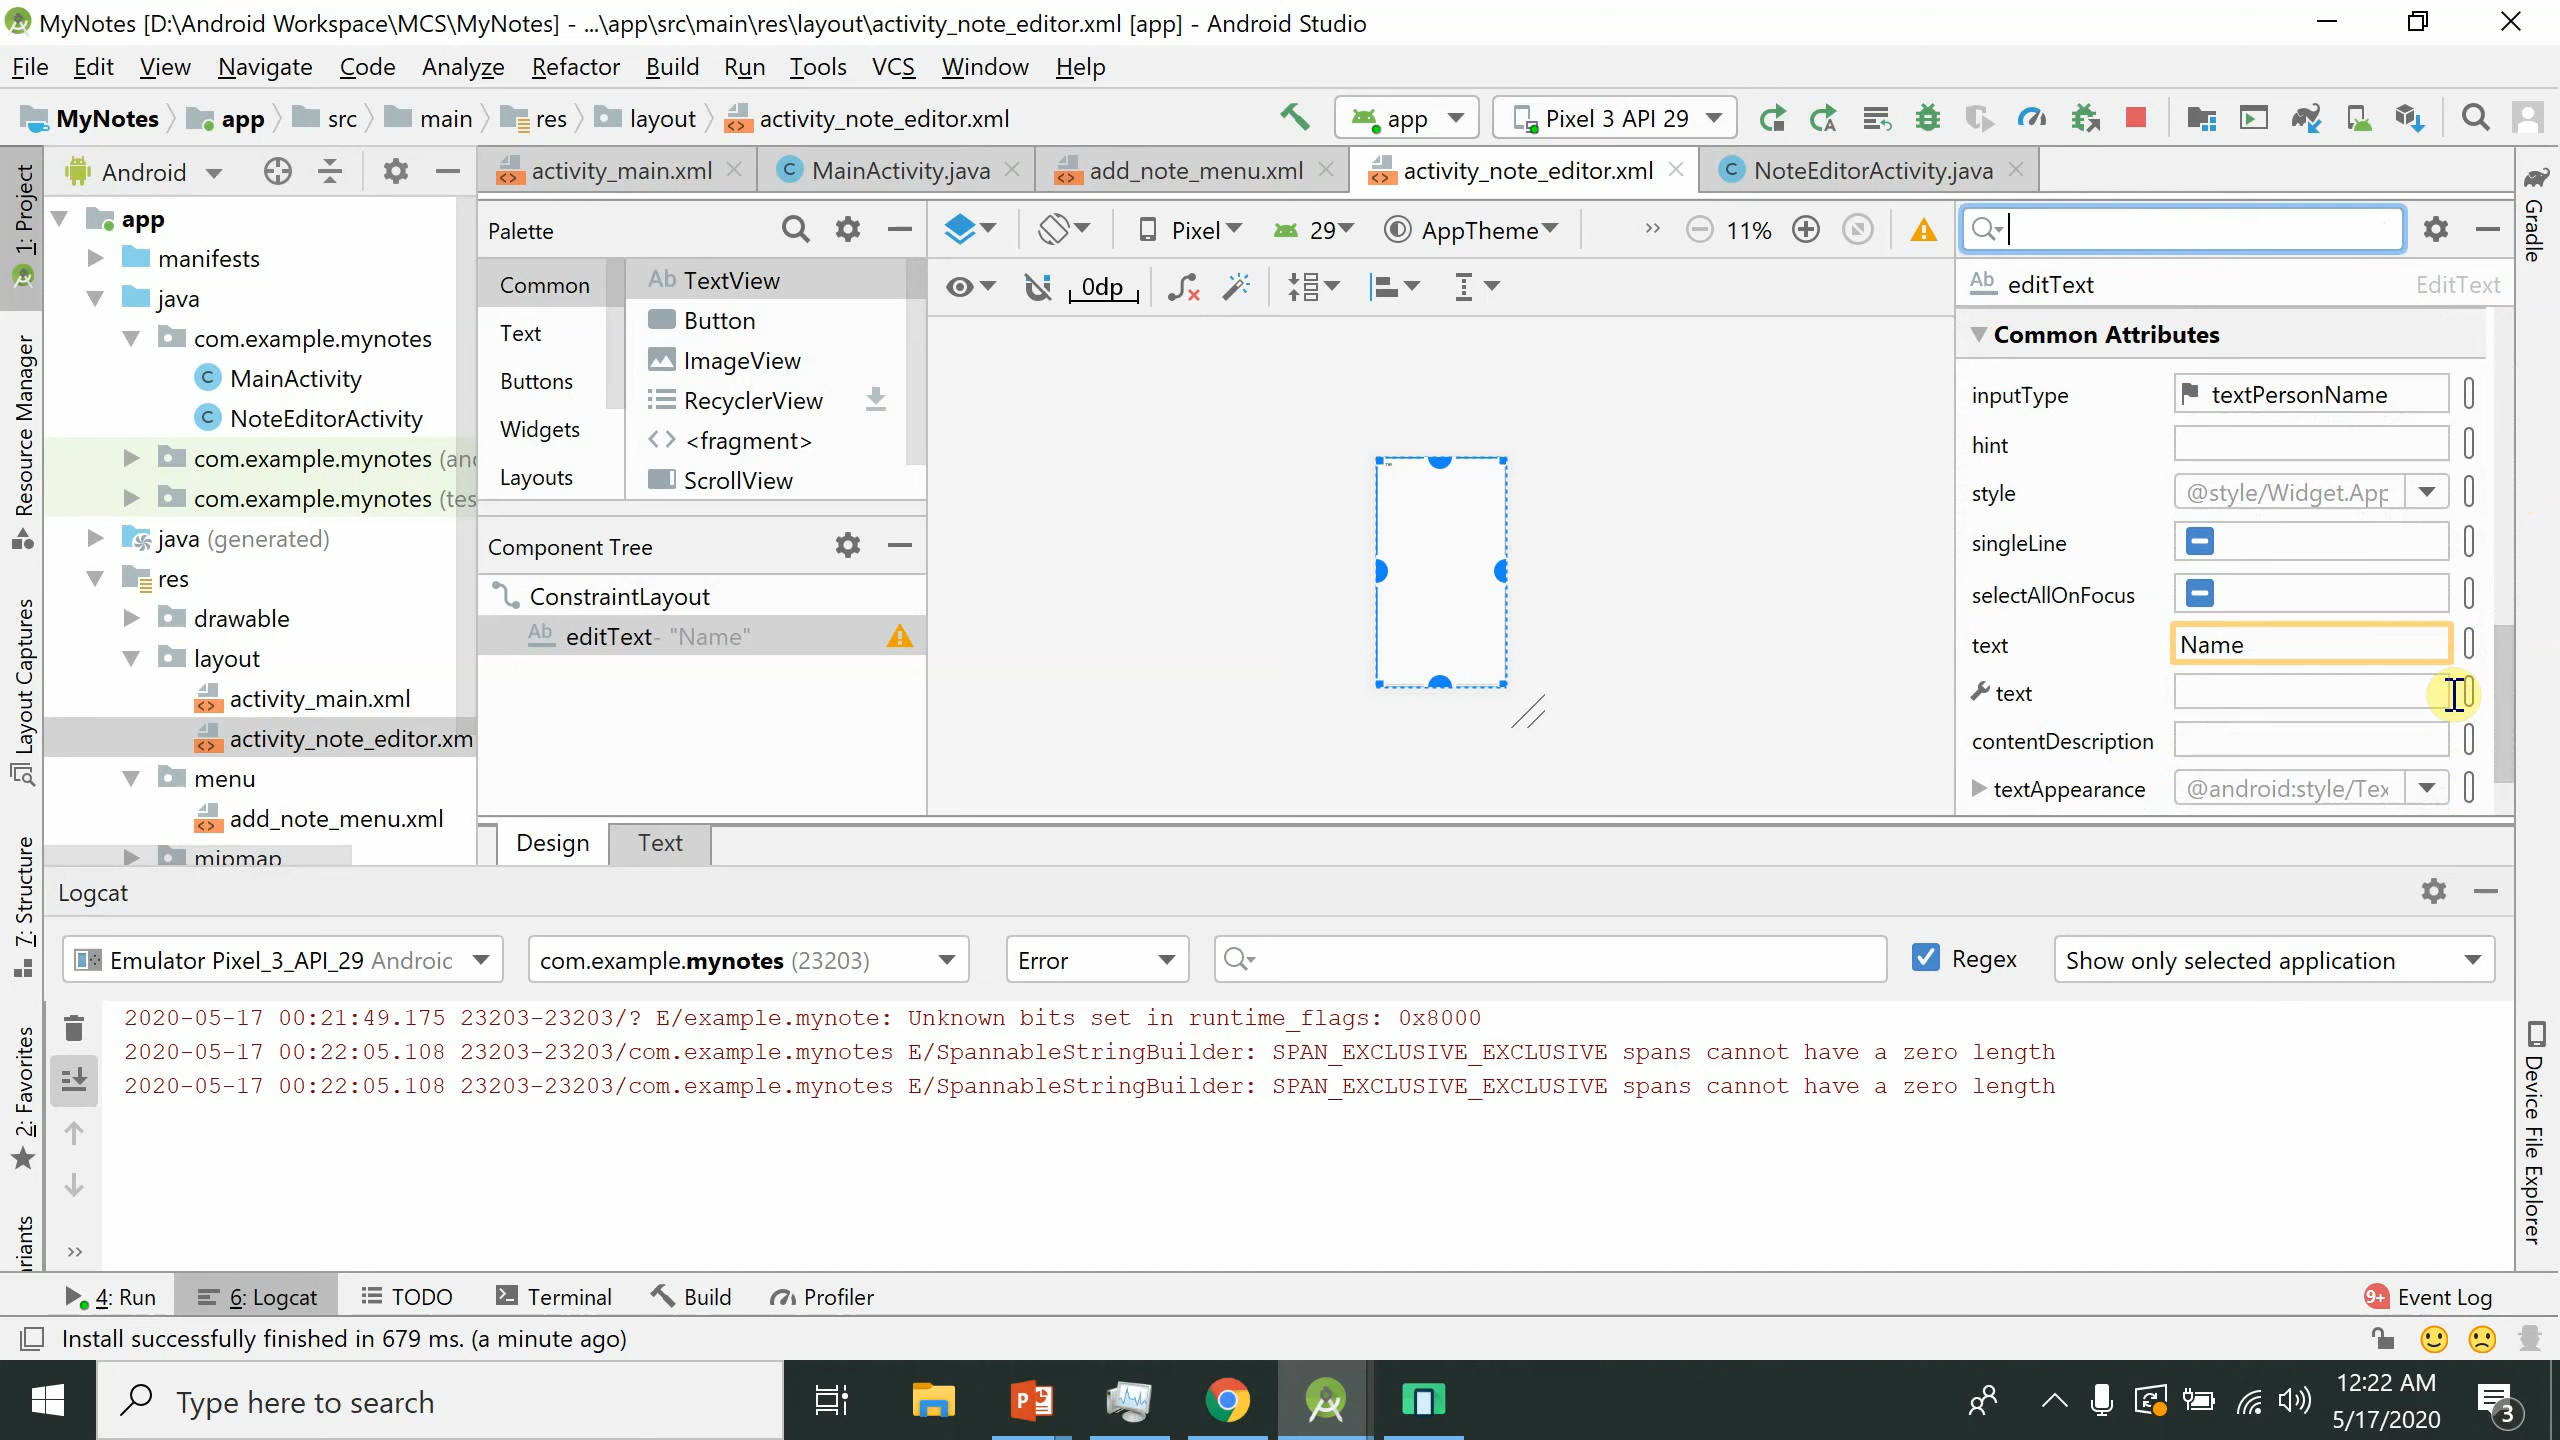 MyNotes [D:\Android Workspace\MCS\MyNotes] - ...\app\src\main\res\layout\activity_note_editor.xml [app] - Android Studio
File Edit View Navigate Code Analyze Refactor Build Run Tools VCS Window Help
MyNotes app src main res layout activity_note_editor.xml app Pixel 3 API 29
1: Project
Resource Manager
Layout Captures
7: Structure
2: Favorites
Android
app
manifests
java
com.example.mynotes
MainActivity
NoteEditorActivity
com.example.mynotes (and
com.example.mynotes (tes
java (generated)
res
drawable
layout
activity_main.xml
activity_note_editor.xm
menu
add_note_menu.xml
mipmap
activity_main.xml MainActivity.java add_note_menu.xml activity_note_editor.xml NoteEditorActivity.java
Palette
Common
Text
Buttons
Widgets
Layouts
Ab TextView
Button
ImageView
RecyclerView
<fragment>
ScrollView
Component Tree
ConstraintLayout
Ab editText- "Name"
Pixel 29 AppTheme >> 11%
0dp
Ab editText EditText
Common Attributes
inputType textPersonName
hint
style @style/Widget.App
singleLine
selectAllOnFocus
text Name
text
contentDescription
textAppearance @android:style/Tex
Gradle
Device File Explorer
Design Text
Logcat
Emulator Pixel_3_API_29 Androic com.example.mynotes (23203) Error Regex Show only selected application
2020-05-17 00:21:49.175 23203-23203/? E/example.mynote: Unknown bits set in runtime_flags: 0x8000
2020-05-17 00:22:05.108 23203-23203/com.example.mynotes E/SpannableStringBuilder: SPAN_EXCLUSIVE_EXCLUSIVE spans cannot have a zero length
2020-05-17 00:22:05.108 23203-23203/com.example.mynotes E/SpannableStringBuilder: SPAN_EXCLUSIVE_EXCLUSIVE spans cannot have a zero length
>>
4: Run 6: Logcat TODO Terminal Build Profiler 9+ Event Log
Install successfully finished in 679 ms. (a minute ago)
Type here to search
12:22 AM
5/17/2020
3